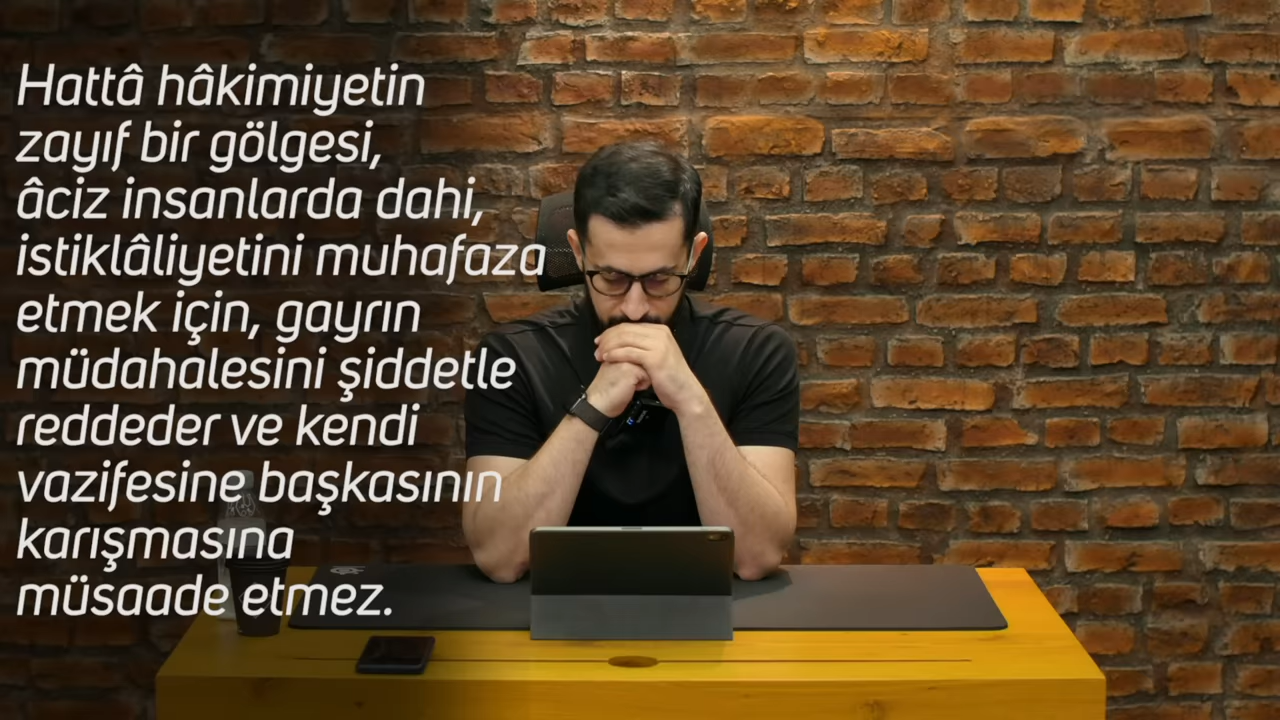 Hattâ hâkimiyetin
zayıf bir gölgesi,
âciz insanlarda dahi,
istiklâliyetini muhafaza
etmek için, gayrın
müdahalesini şiddetle
reddeder ve kendi
vazifesine başkasının
karışmasına
müsaade etmez.